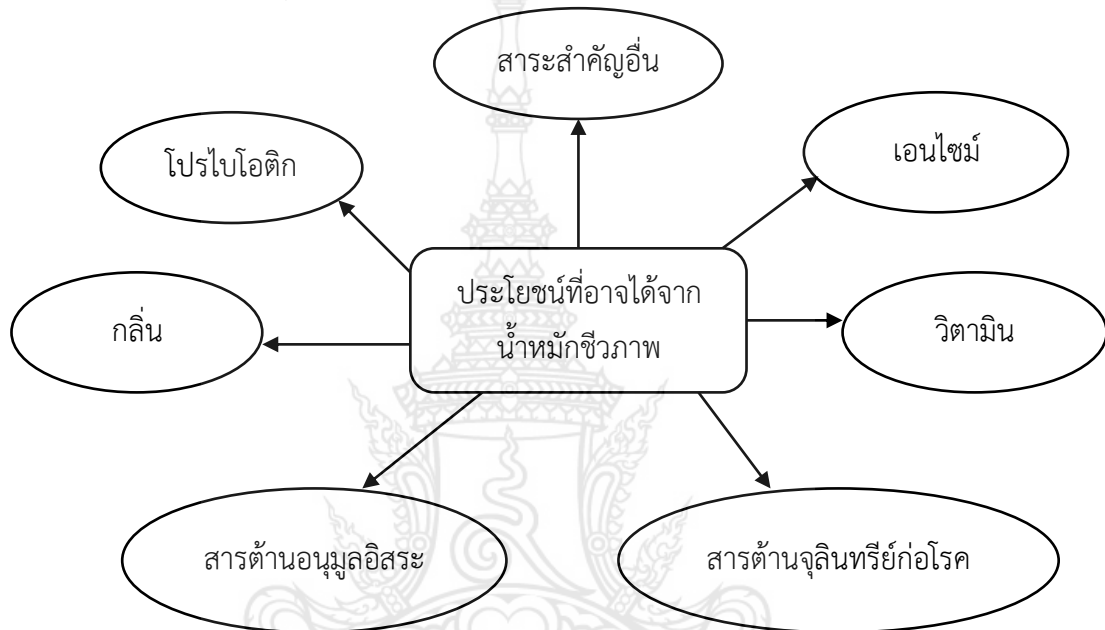 สาระสำคัญอื่น
โปรไบโอติก
เอนไซม์
ประโยชน์ที่อาจได้จาก
น้ำหมักชีวภาพ
กลิ่น
วิตามิน
สารต้านอนุมูลอิสระ
สารต้านจุลินทรีย์ก่อโรค